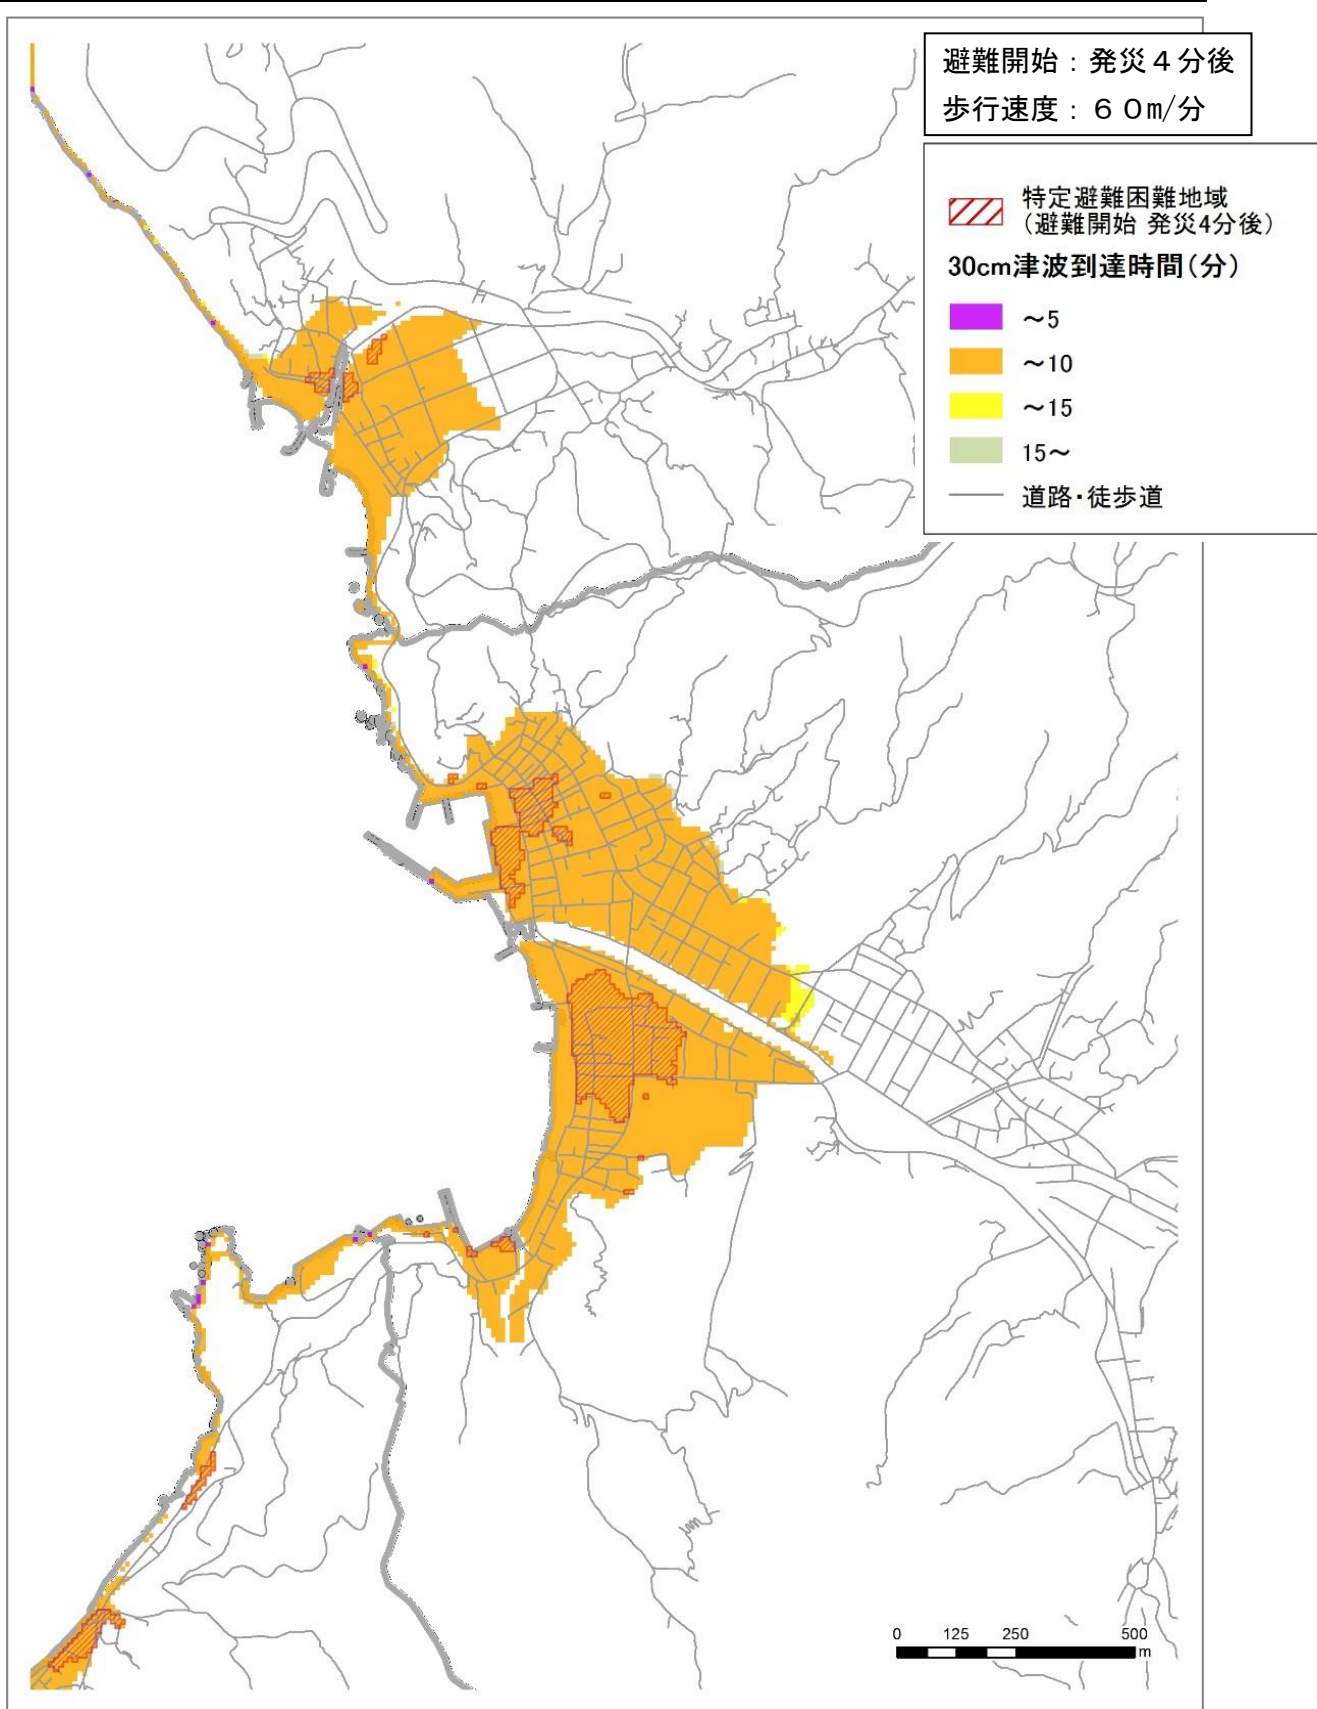 避難開始：発災４分後
歩行速度：６０m/分
特定避難困難地域
（避難開始 発災4分後）
30cm津波到達時間（分）
～5
～10
～15
15～
道路・徒歩道
0 125 250 500
m